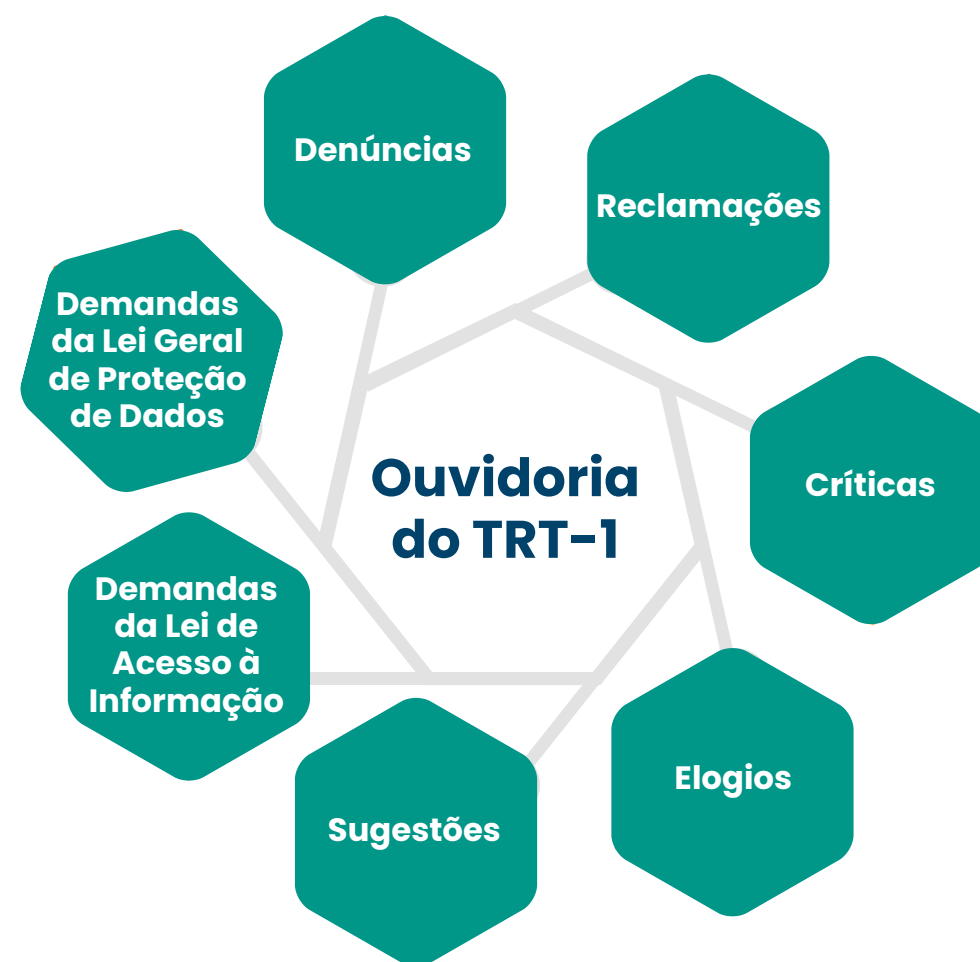 Denúncias
Reclamações
Demandas
da Lei Geral
de Proteção
de Dados
Ouvidoria
do TRT-1
Críticas
Demandas
da Lei de
Acesso à
Informação
Elogios
Sugestões